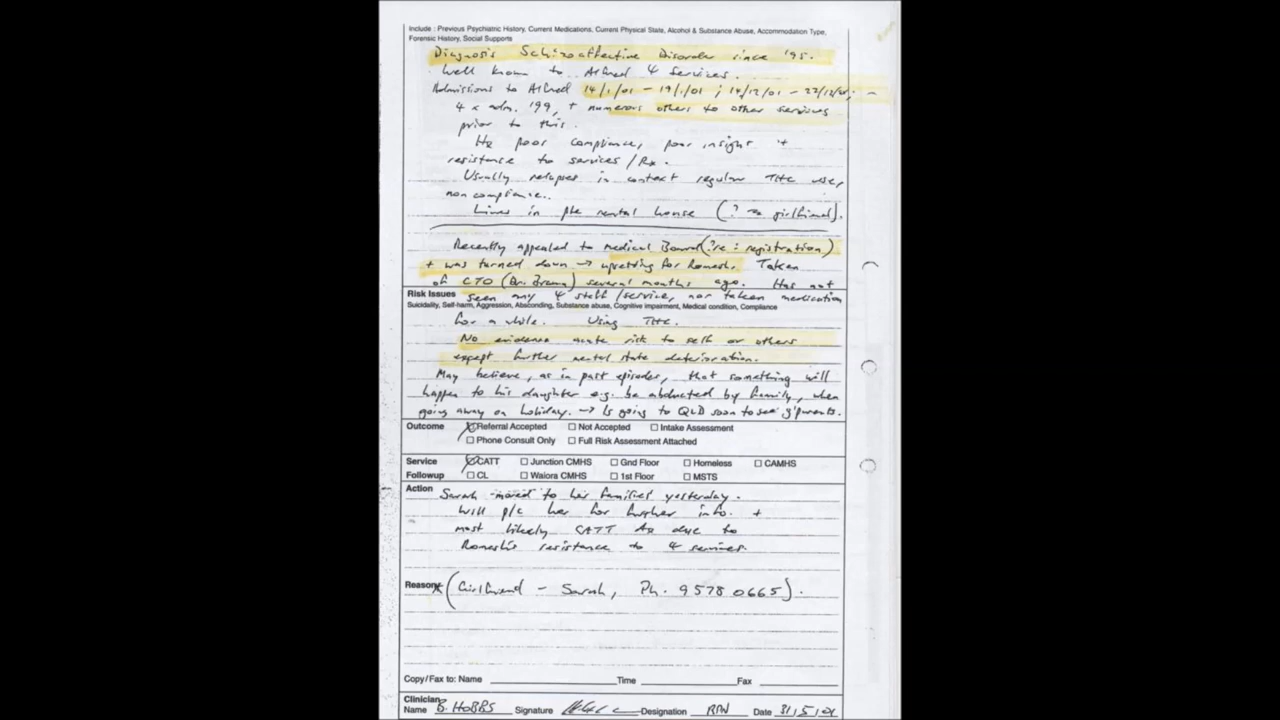 Include : Previous Psychiatric History, Current Medications, Current Physical State, Alcohol & Substance Abuse, Accommodation Type,
Forensic History, Social Supports
Diagnosis Schizoaffective Disorder since '95.
Well known to Alfred Ψ Services.
Admissions to Alfred 14/1/01 - 19/1/01 ; 14/12/01 - 
4 x adm. '99, + numerous others to other services
prior to this.
Hx poor compliance, poor insight +
resistance to services / Rx.
Usually relapses in context regular THC use,
non compliance.
Lives in pte rental house (? girlfriend).
Recently appealed to Medical Board (?re : registration)
+ was turned down → upsetting for Romesh. Taken
of CTO (Dr. ) several months ago. Has not
Risk Issues seen any Ψ staff/service, nor taken medication
Suicidality, Self-harm, Aggression, Absconding, Substance abuse, Cognitive impairment, Medical condition, Compliance
for a while. Using THC.
No evidence acute risk to self or others
except further mental state deterioration.
May believe, as in past episodes, that something will
happen to his daughter e.g. be abducted by family, when
going away on holiday. → Is going to QLD soon to see g'parents.
Outcome ☒ Referral Accepted ☐ Not Accepted ☐ Intake Assessment
☐ Phone Consult Only ☐ Full Risk Assessment Attached
Service ☒ CATT ☐ Junction CMHS ☐ Gnd Floor ☐ Homeless ☐ CAMHS
Followup ☐ CL ☐ Waiora CMHS ☐ 1st Floor ☐ MSTS
Action Sarah moved to her families yesterday.
Will p/c her for further info. +
most likely CATT Ax due to
Romesh's resistance to Ψ services.
Reason (Girlfriend - Sarah, Ph. 9578 0665).
Copy/Fax to: Name Time Fax
Clinician
Name B. HOBBS Signature Designation RPN Date 31/5/01